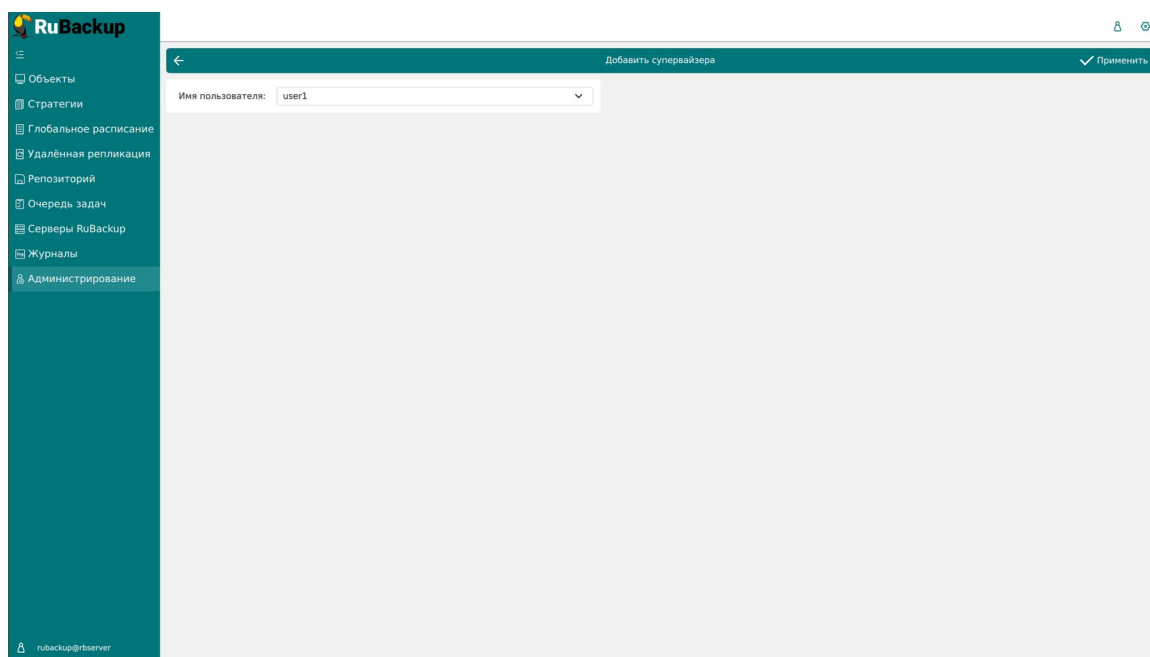 RuBackup
Добавить супервайзера
Применить
Имя пользователя: user1
Объекты
Стратегии
Глобальное расписание
Удалённая репликация
Репозиторий
Очередь задач
Серверы RuBackup
Журналы
Администрирование
rubackup@rbserver